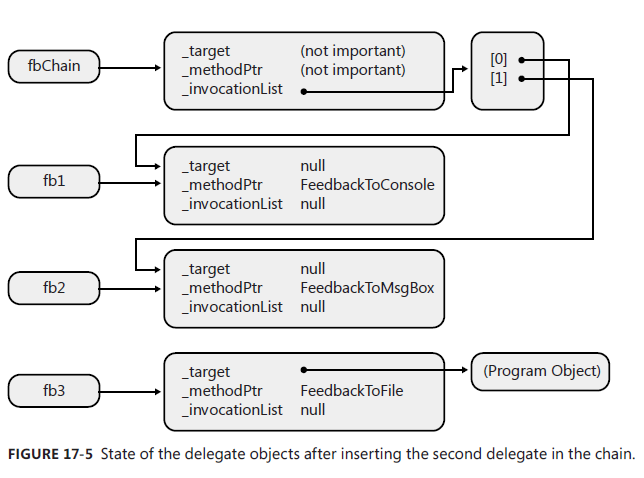 fbChain
_target (not important)
_methodPtr (not important)
_invocationList
[0]
[1]
fb1
_target null
_methodPtr FeedbackToConsole
_invocationList null
fb2
_target null
_methodPtr FeedbackToMsgBox
_invocationList null
fb3
_target
_methodPtr FeedbackToFile
_invocationList null
(Program Object)
FIGURE 17-5 State of the delegate objects after inserting the second delegate in the chain.